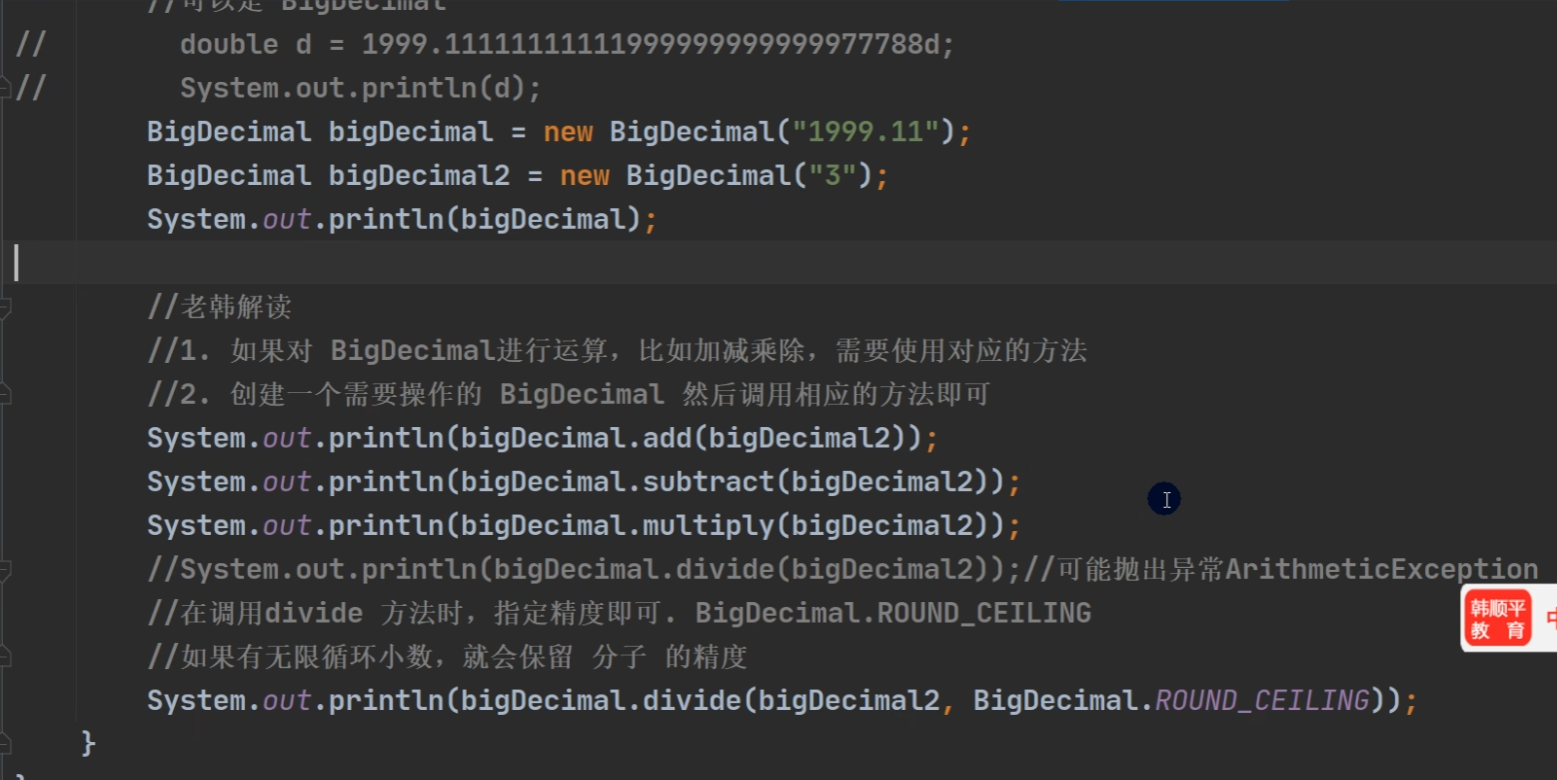 //可以是 BigDecimal
//        double d = 1999.11111111111999999999999977788d;
//        System.out.println(d);
BigDecimal bigDecimal = new BigDecimal("1999.11");
BigDecimal bigDecimal2 = new BigDecimal("3");
System.out.println(bigDecimal);
//老韩解读
//1. 如果对 BigDecimal进行运算，比如加减乘除，需要使用对应的方法
//2. 创建一个需要操作的 BigDecimal 然后调用相应的方法即可
System.out.println(bigDecimal.add(bigDecimal2));
System.out.println(bigDecimal.subtract(bigDecimal2));
System.out.println(bigDecimal.multiply(bigDecimal2));
//System.out.println(bigDecimal.divide(bigDecimal2));//可能抛出异常ArithmeticException
//在调用divide 方法时，指定精度即可. BigDecimal.ROUND_CEILING
//如果有无限循环小数，就会保留 分子 的精度
System.out.println(bigDecimal.divide(bigDecimal2, BigDecimal.ROUND_CEILING));
}
韩顺平
教 育
中